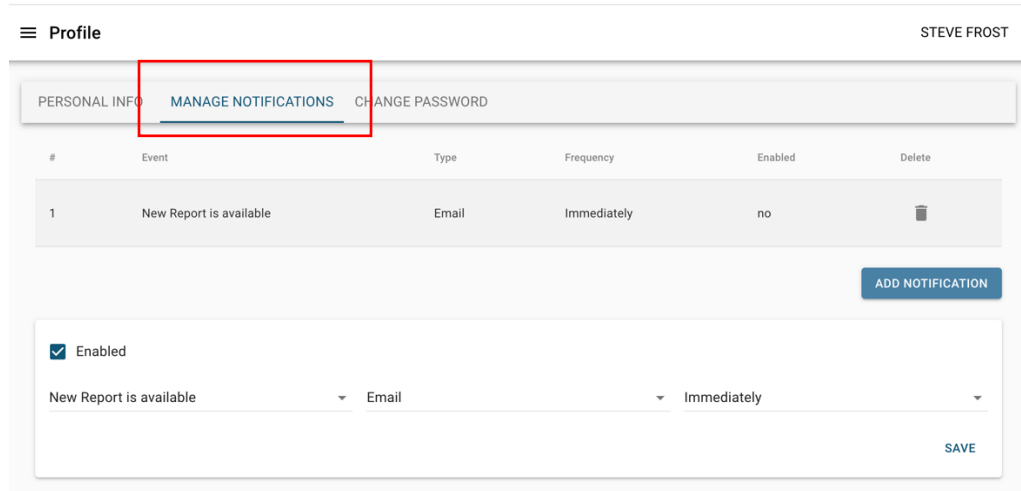 Profile STEVE FROST
PERSONAL INFO MANAGE NOTIFICATIONS CHANGE PASSWORD
# Event Type Frequency Enabled Delete
1 New Report is available Email Immediately no
ADD NOTIFICATION
Enabled
New Report is available Email Immediately
SAVE